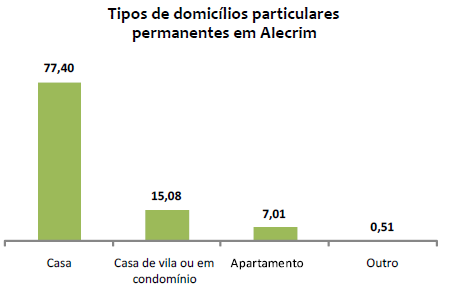 Tipos de domicílios particulares
permanentes em Alecrim
77,40
15,08
7,01
0,51
Casa
Casa de vila ou em
condomínio
Apartamento
Outro